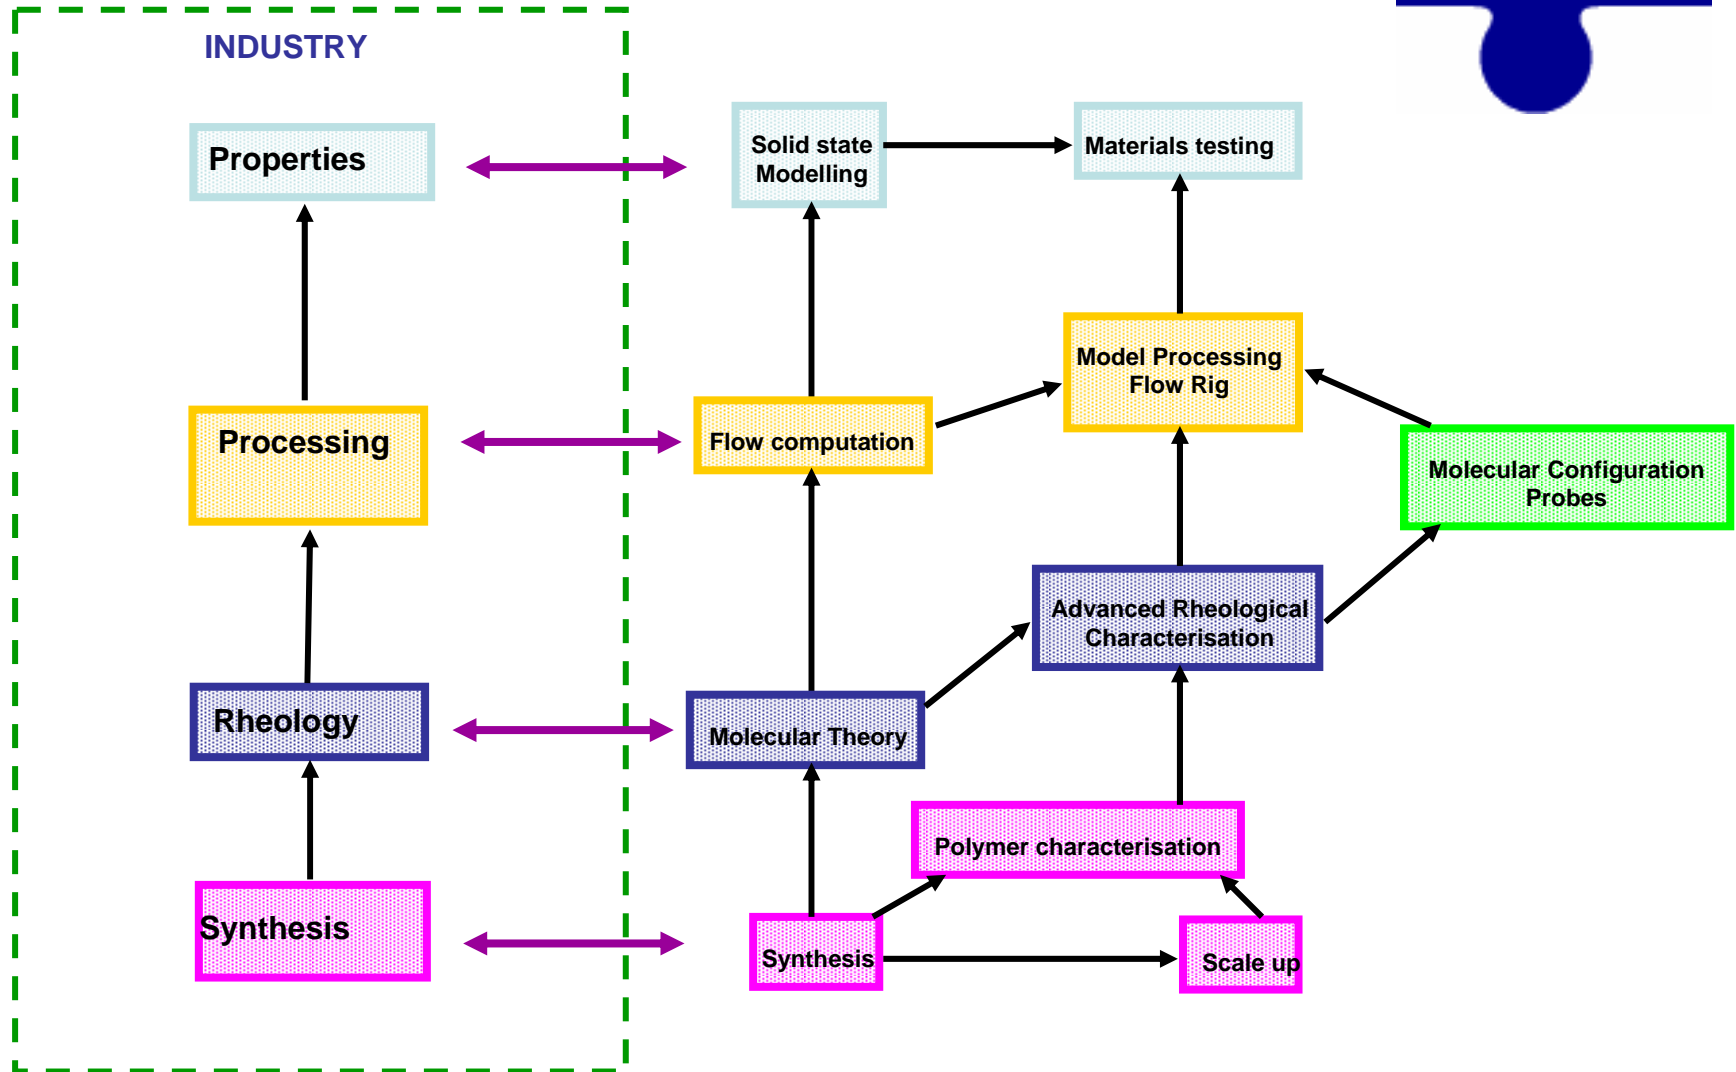 INDUSTRY
Properties
Solid state
Modelling
Materials testing
Model Processing
Flow Rig
Processing
Flow computation
Molecular Configuration
Probes
Advanced Rheological
Characterisation
Rheology
Molecular Theory
Polymer characterisation
Synthesis
Synthesis
Scale up